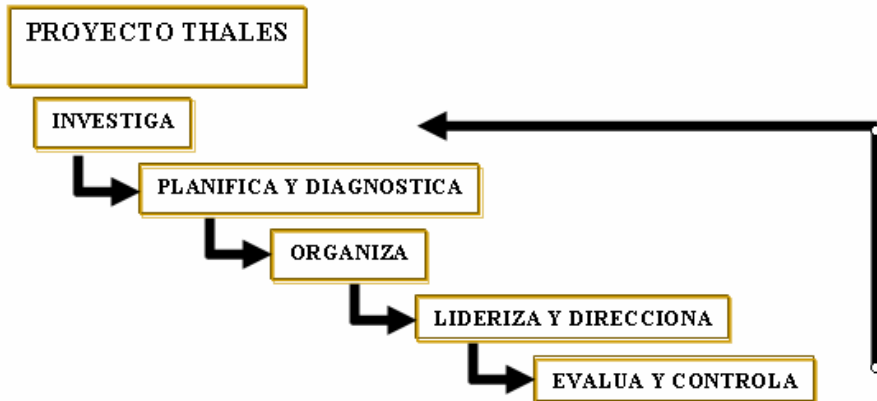 PROYECTO THALES
INVESTIGA
PLANIFICA Y DIAGNOSTICA
ORGANIZA
LIDERIZA Y DIRECCIONA
EVALUA Y CONTROLA